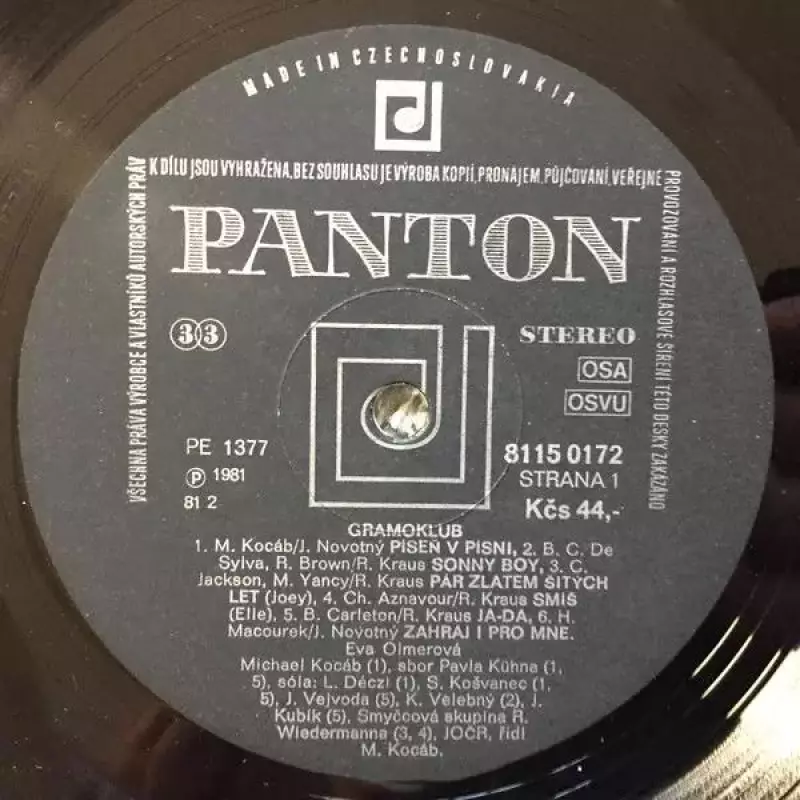 MADE IN CZECHOSLOVAKIA
VŠECHNA PRÁVA VÝROBCE A VLASTNÍKŮ AUTORSKÝCH PRÁV
K DÍLU JSOU VYHRAŽENA. BEZ SOUHLASU JE VÝROBA KOPIÍ, PRONÁJEM, PŮJČOVÁNÍ, VEŘEJNÉ
PROVOZOVÁNÍ A ROZHLASOVÉ ŠÍŘENÍ TÉTO DESKY ZAKÁZÁNO
PANTON
33
STEREO
OSA
OSVU
PE 1377
8115 0172
Ⓟ 1981
STRANA 1
81 2
Kčs 44,-
GRAMOKLUB
1. M. Kocáb/J. Novotný PÍSEŇ V PÍSNI, 2. B. C. De
Sylva, R. Brown/R. Kraus SONNY BOY, 3. C.
Jackson, M. Yancy/R. Kraus PÁR ZLATEM ŠITÝCH
LET (Joey), 4. Ch. Aznavour/R. Kraus SMÍŠ
(Elle), 5. B. Carleton/R. Kraus JA-DA, 6. H.
Macourek/J. Novotný ZAHRAJ I PRO MNE.
Eva Olmerová
Michael Kocáb (1), sbor Pavla Kühna (1,
5), sóla: L. Déczi (1), S. Košvanec (1,
5), J. Vejvoda (5), K. Velebný (2), J.
Kubík (5), Smyčcová skupina R.
Wiedermanna (3, 4), JOČR, řídí
M. Kocáb.